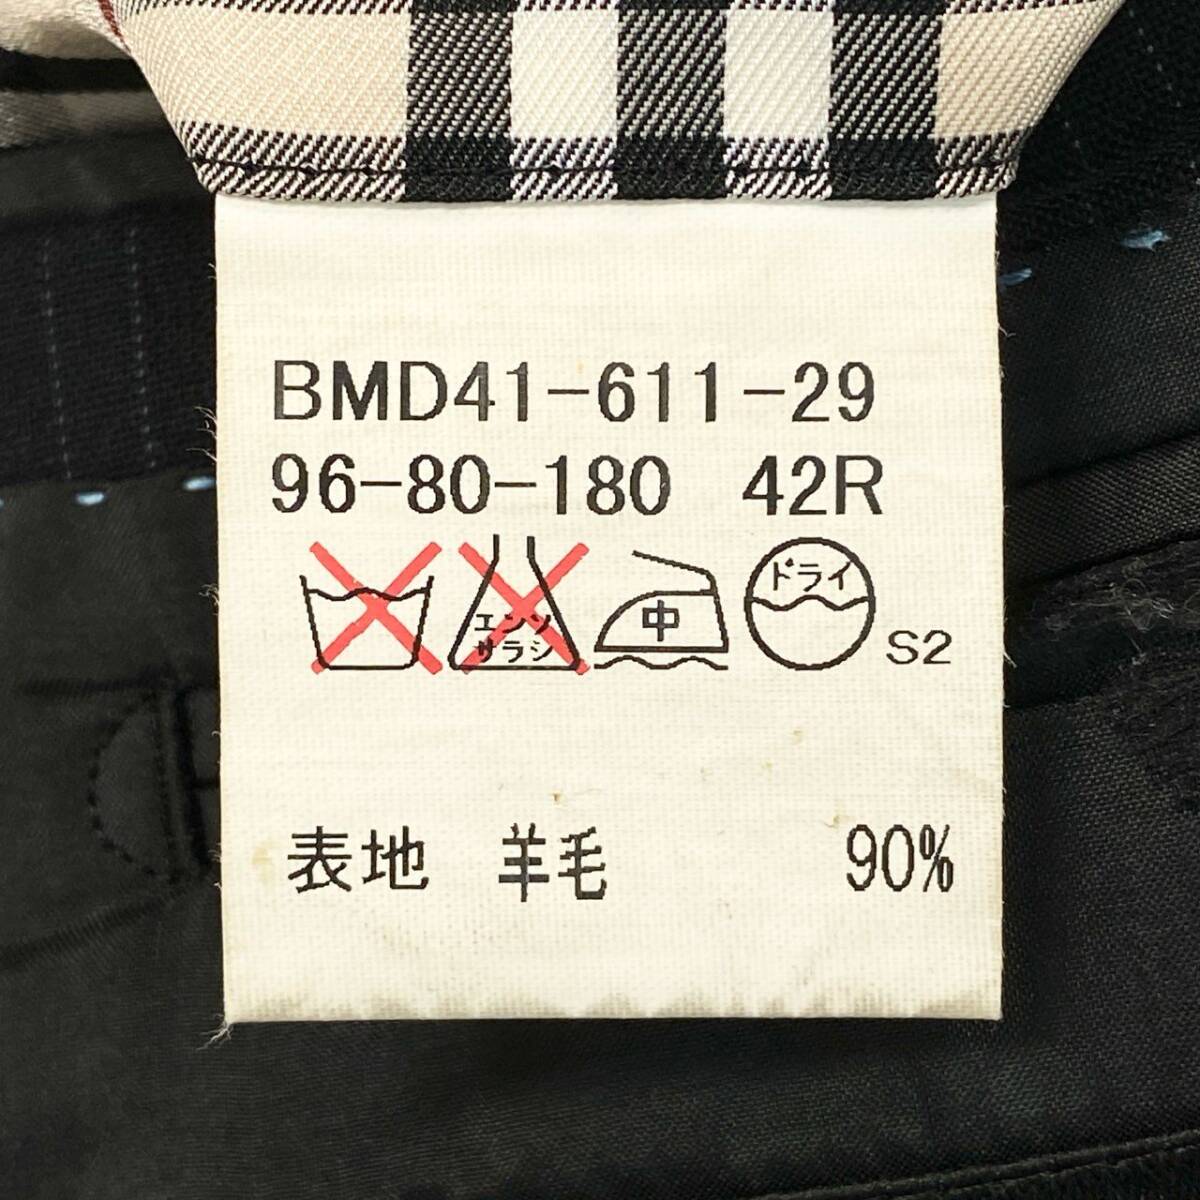 BMD41-611-29
96-80-180 42R
エンソ
サラシ
中
ドライ
S2
表地 羊毛 90%